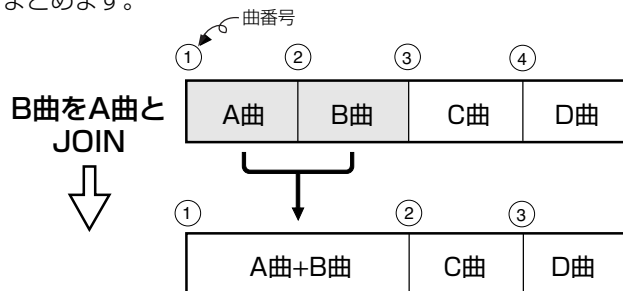 まとめます。
曲番号
① ② ③ ④
B曲をA曲と
JOIN
A曲 B曲 C曲 D曲
① ② ③
A曲+B曲 C曲 D曲